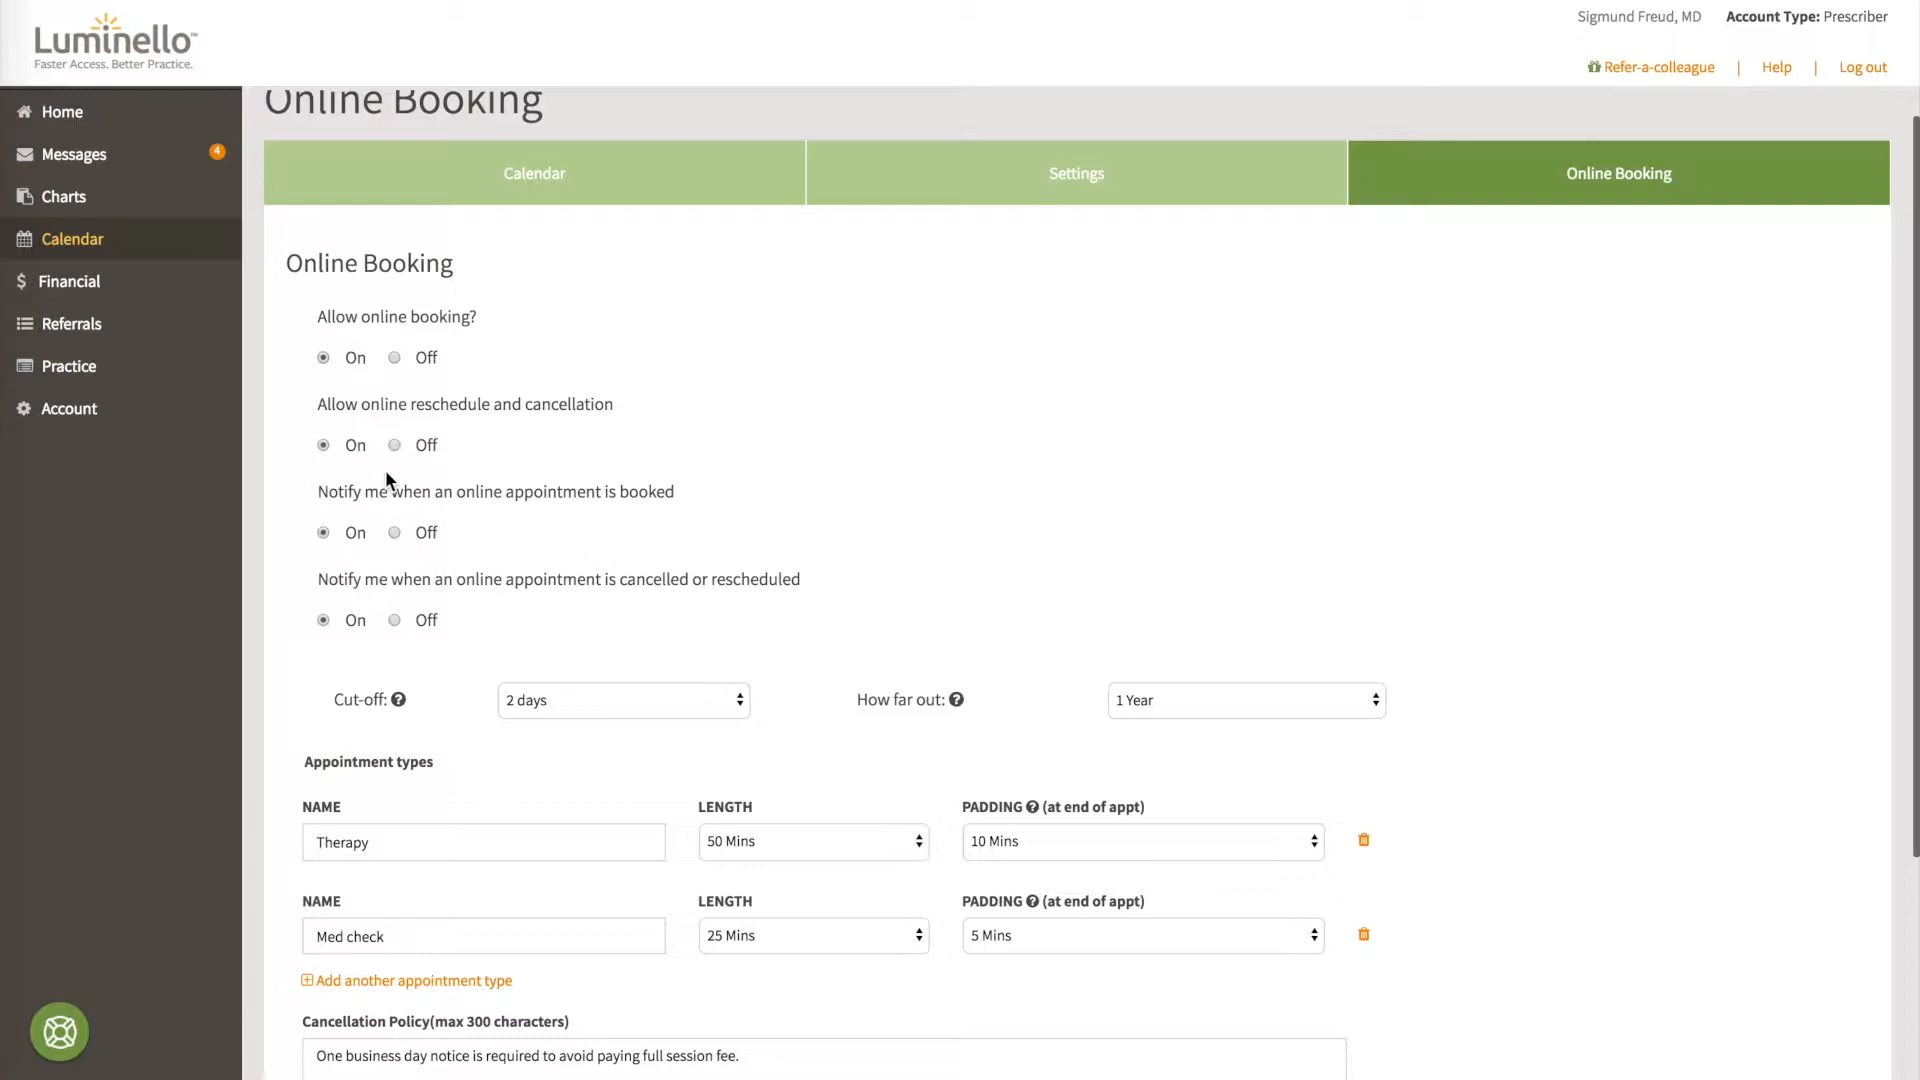 Luminello™
Faster Access. Better Practice.
Sigmund Freud, MD Account Type: Prescriber
Refer-a-colleague | Help | Log out
Home
Messages 4
Charts
Calendar
Financial
Referrals
Practice
Account
Online Booking
Calendar Settings Online Booking
Online Booking
Allow online booking?
On Off
Allow online reschedule and cancellation
On Off
Notify me when an online appointment is booked
On Off
Notify me when an online appointment is cancelled or rescheduled
On Off
Cut-off: ? 2 days How far out: ? 1 Year
Appointment types
NAME LENGTH PADDING ? (at end of appt)
Therapy 50 Mins 10 Mins
NAME LENGTH PADDING ? (at end of appt)
Med check 25 Mins 5 Mins
Add another appointment type
Cancellation Policy(max 300 characters)
One business day notice is required to avoid paying full session fee.